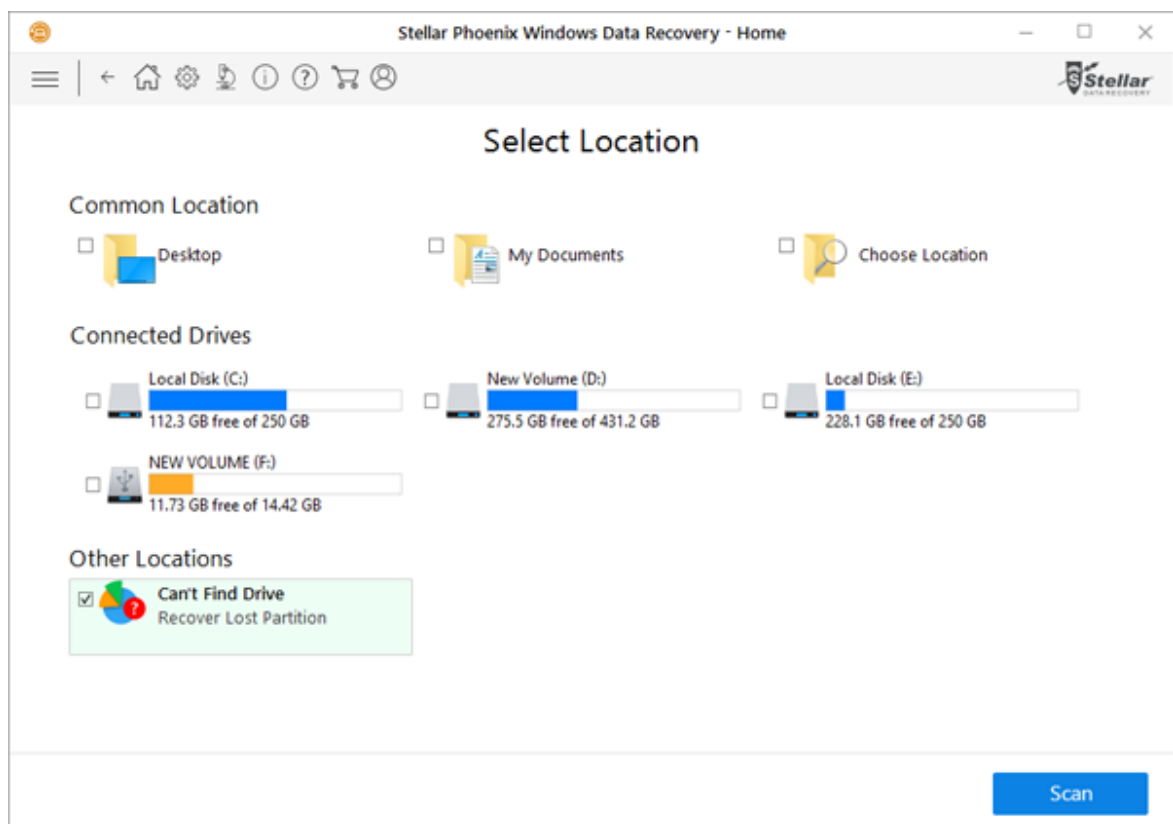 Stellar Phoenix Windows Data Recovery - Home
Stellar
DATA RECOVERY
Select Location
Common Location
Desktop
My Documents
Choose Location
Connected Drives
Local Disk (C:)
112.3 GB free of 250 GB
New Volume (D:)
275.5 GB free of 431.2 GB
Local Disk (E:)
228.1 GB free of 250 GB
NEW VOLUME (F:)
11.73 GB free of 14.42 GB
Other Locations
Can't Find Drive
Recover Lost Partition
Scan